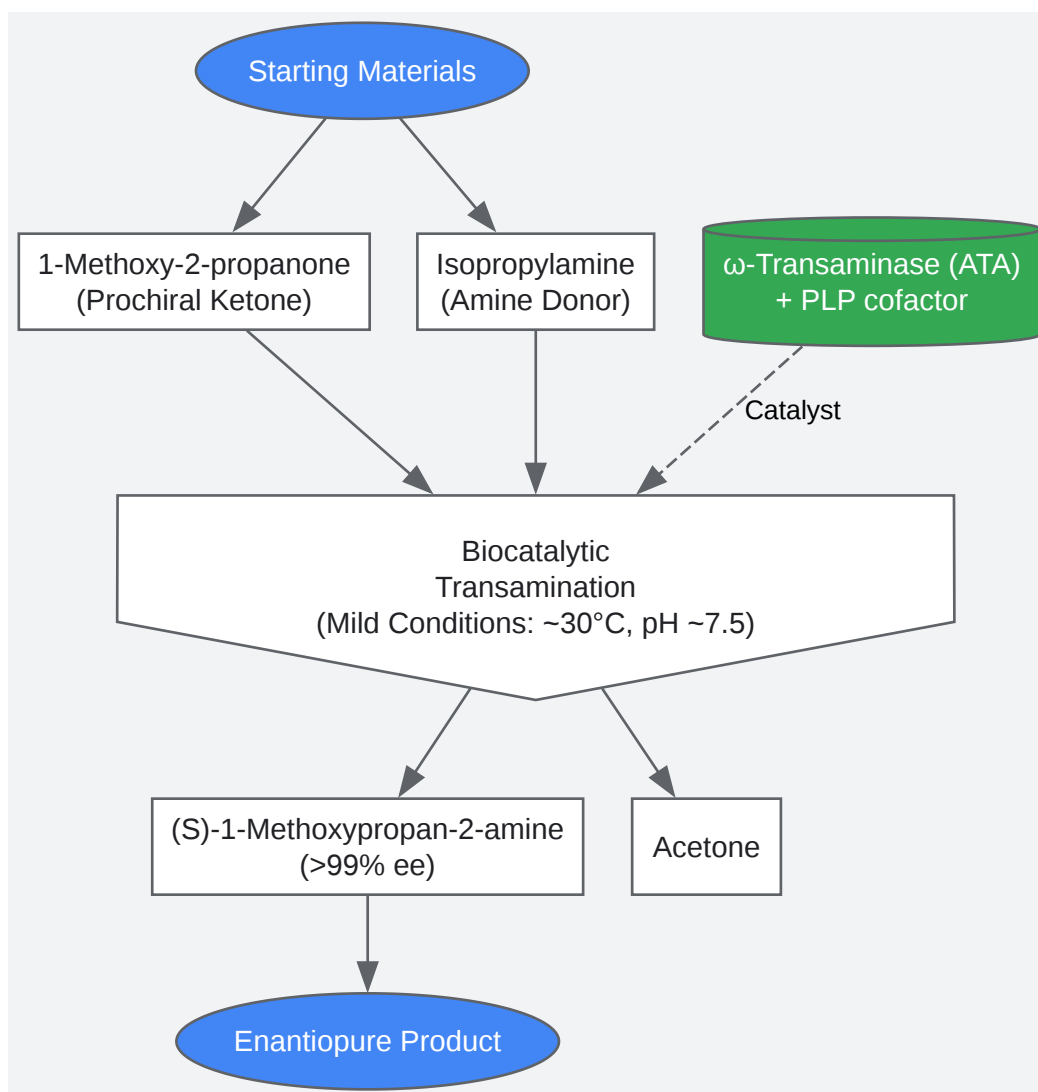 Starting Materials
1-Methoxy-2-propanone
(Prochiral Ketone)
Isopropylamine
(Amine Donor)
ω-Transaminase (ATA)
+ PLP cofactor
Catalyst
Biocatalytic
Transamination
(Mild Conditions: ~30°C, pH ~7.5)
(S)-1-Methoxypropan-2-amine
(>99% ee)
Acetone
Enantiopure Product